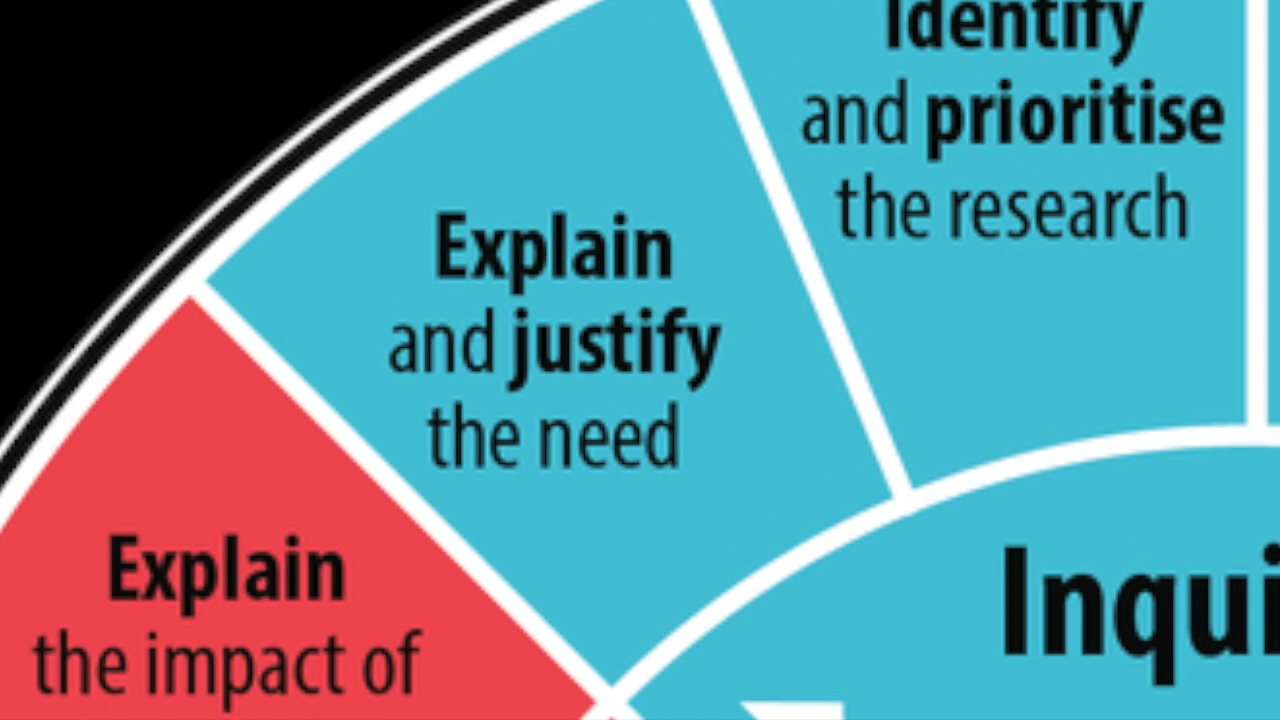 Identify
and prioritise
the research
Explain
and justify
the need
Explain
the impact of
Inqui